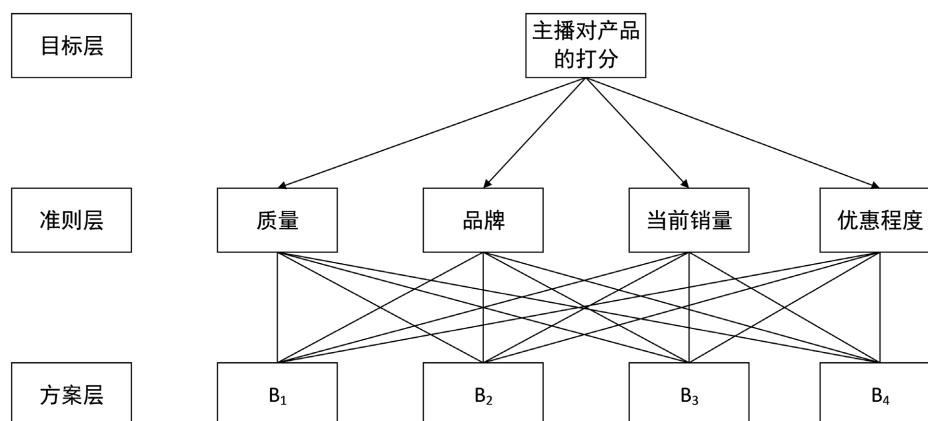 目标层
主播对产品
的打分
准则层
质量
品牌
当前销量
优惠程度
方案层
B₁
B₂
B₃
B₄